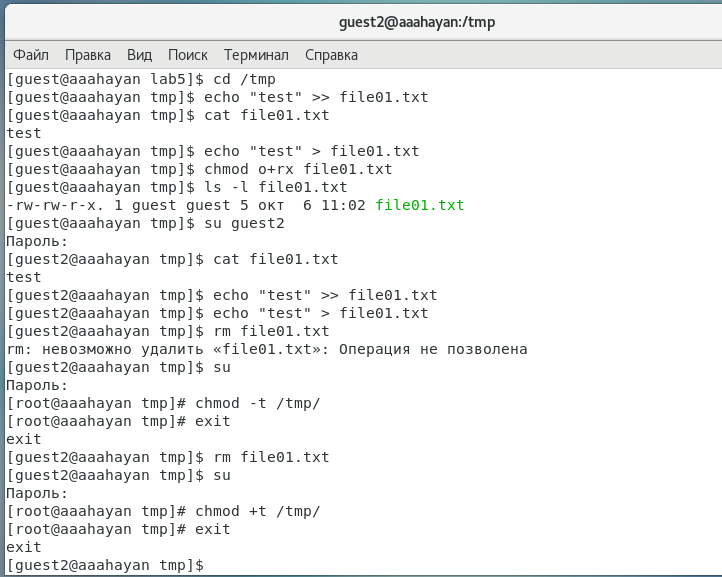 guest2@aaahayan:/tmp
Файл Правка Вид Поиск Терминал Справка
[guest@aaahayan lab5]$ cd /tmp
[guest@aaahayan tmp]$ echo "test" >> file01.txt
[guest@aaahayan tmp]$ cat file01.txt
test
[guest@aaahayan tmp]$ echo "test" > file01.txt
[guest@aaahayan tmp]$ chmod o+rx file01.txt
[guest@aaahayan tmp]$ ls -l file01.txt
-rw-rw-r-x. 1 guest guest 5 окт  6 11:02 file01.txt
[guest@aaahayan tmp]$ su guest2
Пароль:
[guest2@aaahayan tmp]$ cat file01.txt
test
[guest2@aaahayan tmp]$ echo "test" >> file01.txt
[guest2@aaahayan tmp]$ echo "test" > file01.txt
[guest2@aaahayan tmp]$ rm file01.txt
rm: невозможно удалить «file01.txt»: Операция не позволена
[guest2@aaahayan tmp]$ su
Пароль:
[root@aaahayan tmp]# chmod -t /tmp/
[root@aaahayan tmp]# exit
exit
[guest2@aaahayan tmp]$ rm file01.txt
[guest2@aaahayan tmp]$ su
Пароль:
[root@aaahayan tmp]# chmod +t /tmp/
[root@aaahayan tmp]# exit
exit
[guest2@aaahayan tmp]$